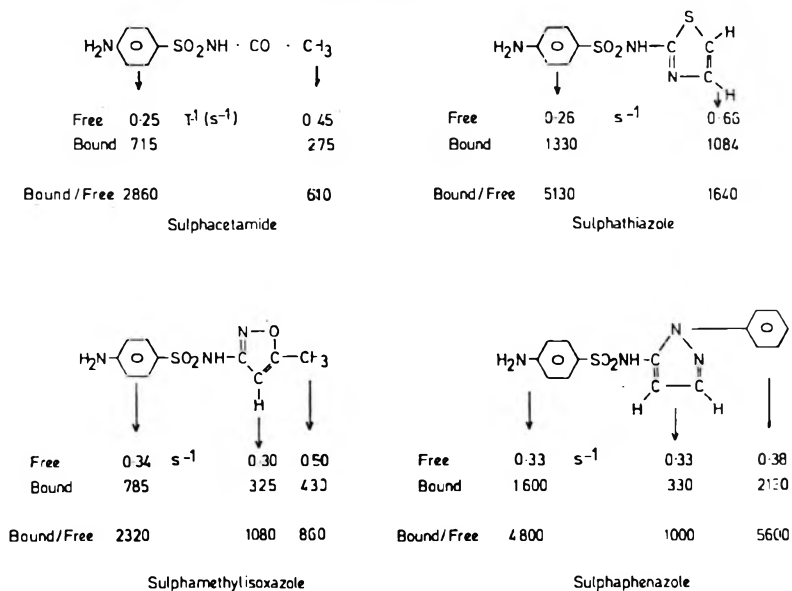 H₂N SO₂NH · CO · CH₃
Free 0·25 T⁻¹ (s⁻¹) 0·45
Bound 715 275
Bound / Free 2860 610
Sulphacetamide
S
H
H₂N SO₂NH C C
N C
H
Free 0·26 s⁻¹ 0·66
Bound 1330 1084
Bound/Free 5130 1640
Sulphathiazole
N O
H₂N SO₂NH CH₃
C
H
Free 0·34 s⁻¹ 0·30 0·50
Bound 785 325 430
Bound/Free 2320 1080 860
Sulphamethylisoxazole
N
H₂N SO₂NH C N
C C
H H
Free 0·33 s⁻¹ 0·33 0·38
Bound 1600 330
Bound/Free 4800 1000 5600
Sulphaphenazole